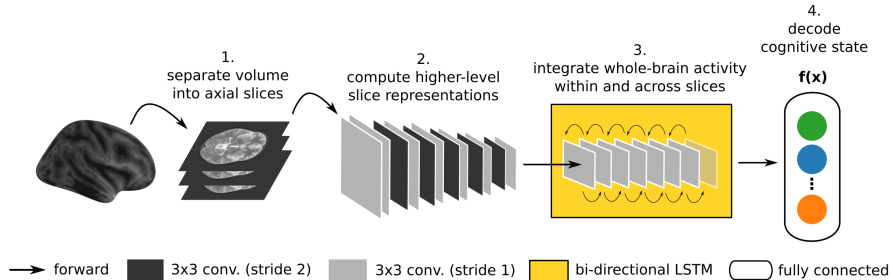 1.
separate volume
into axial slices
2.
compute higher-level
slice representations
3.
integrate whole-brain activity
within and across slices
4.
decode
cognitive state
f(x)
forward
3x3 conv. (stride 2)
3x3 conv. (stride 1)
bi-directional LSTM
fully connected